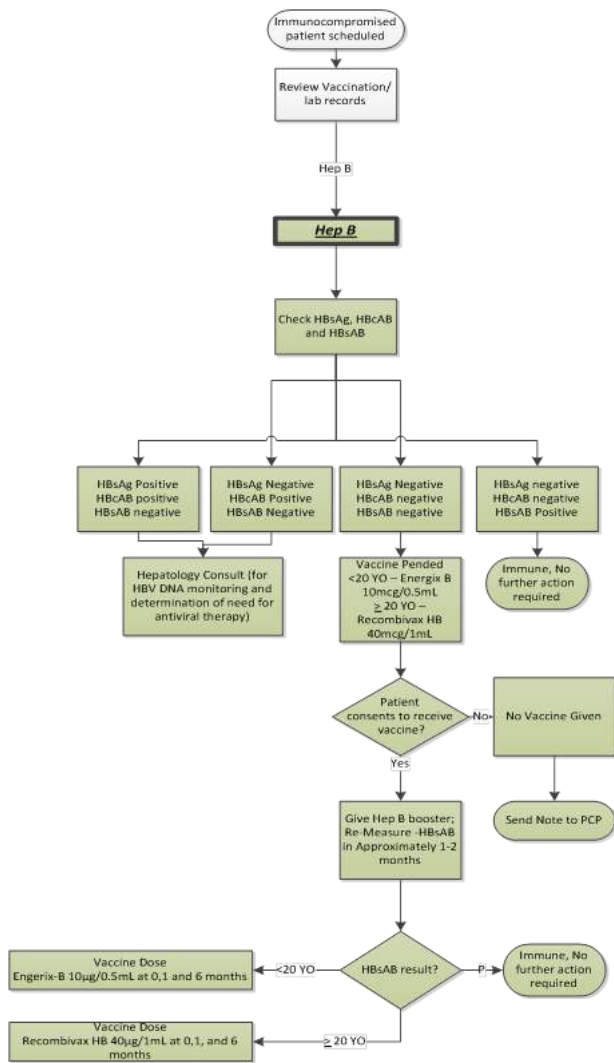 Immunocompromised
patient scheduled
Review Vaccination/
lab records
Hep B
Hep B
Check HBsAg, HBcAB
and HBsAB
HBsAg Positive
HBcAB positive
HBsAB negative
HBsAg Negative
HBcAB Positive
HBsAB Negative
HBsAg Negative
HBcAB negative
HBsAB negative
HBsAg negative
HBcAB negative
HBsAB Positive
Hepatology Consult (for
HBV DNA monitoring and
determination of need for
antiviral therapy)
Vaccine Pended
<20 YO – Energix B
10mcg/0.5mL
≥ 20 YO –
Recombivax HB
40mcg/1mL
Immune, No
further action
required
Patient
consents to receive
vaccine?
No
No Vaccine Given
Yes
Send Note to PCP
Give Hep B booster;
Re-Measure -HBsAB
in Approximately 1-2
months
Vaccine Dose
Engerix-B 10µg/0.5mL at 0,1 and 6 months
<20 YO
HBsAB result?
P
Immune, No
further action
required
Vaccine Dose
Recombivax HB 40µg/1mL at 0,1, and 6
months
≥ 20 YO